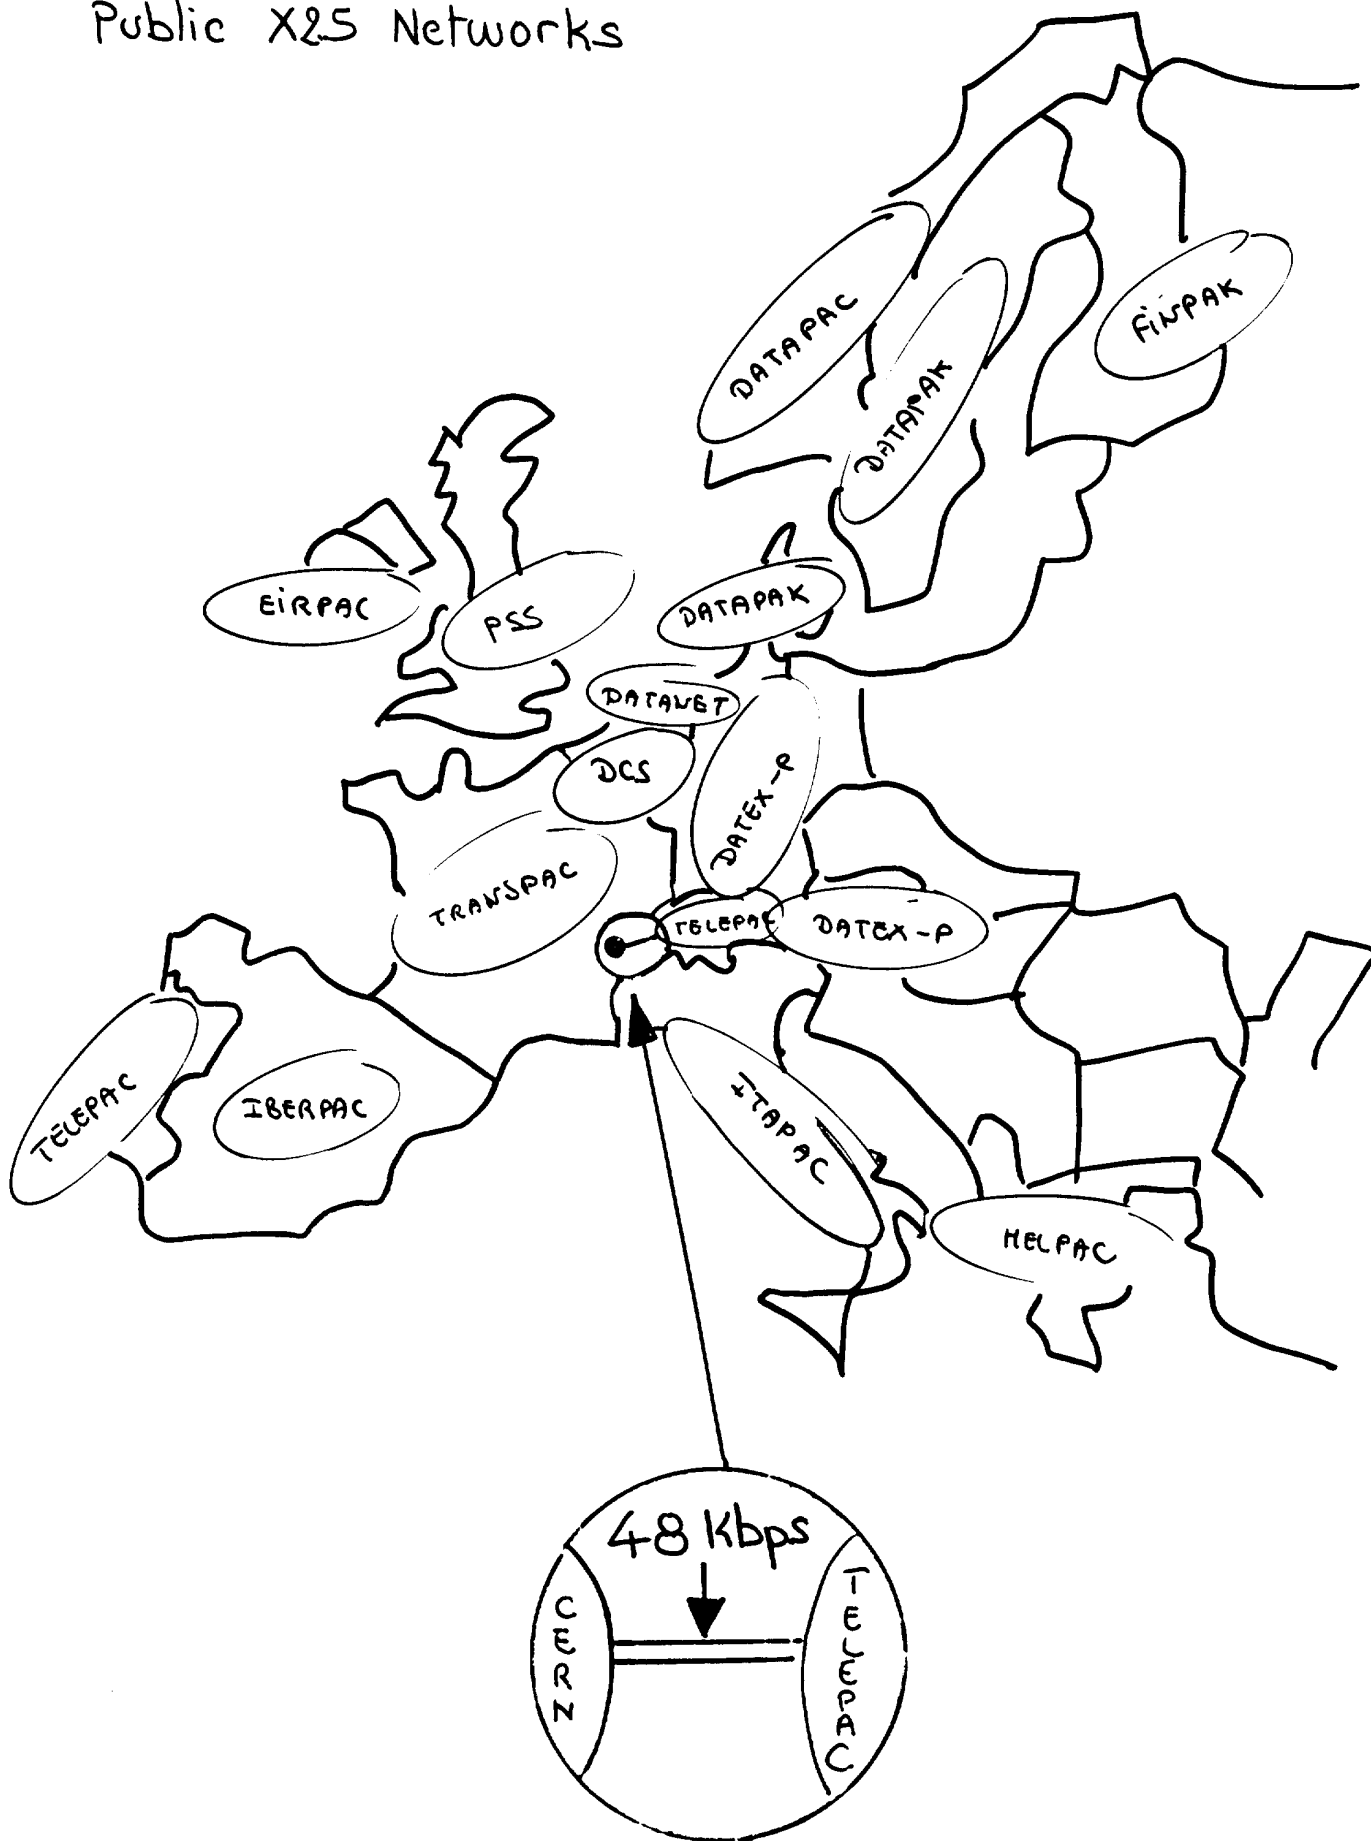 Public X25 Networks
DATAPAC
FINPAK
DATAPAK
EIRPAC
PSS
DATAPAK
DATANET
DCS
DATEX-P
TRANSPAC
TELEPAC
DATEX-P
TELEPAC
IBERPAC
ITAPAC
HELPAC
48 Kbps
CERN
TELEPAC